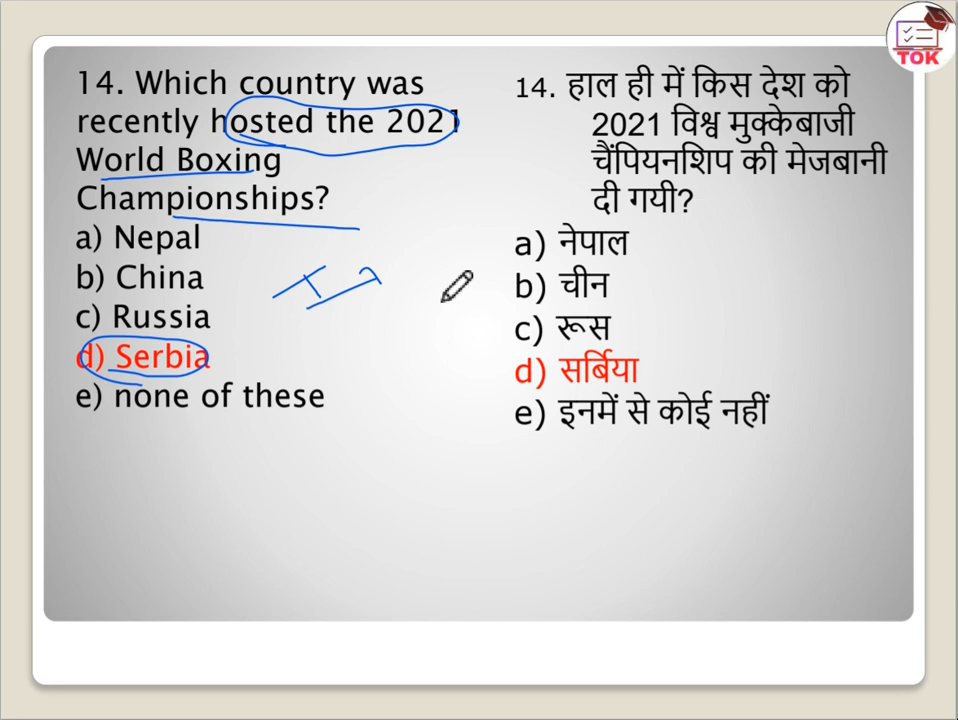 TOK
14. Which country was
recently hosted the 2021
World Boxing
Championships?
a) Nepal
b) China
c) Russia
d) Serbia
e) none of these
14. हाल ही में किस देश को
2021 विश्व मुक्केबाजी
चैंपियनशिप की मेजबानी
दी गयी?
a) नेपाल
b) चीन
c) रूस
d) सर्बिया
e) इनमें से कोई नहीं